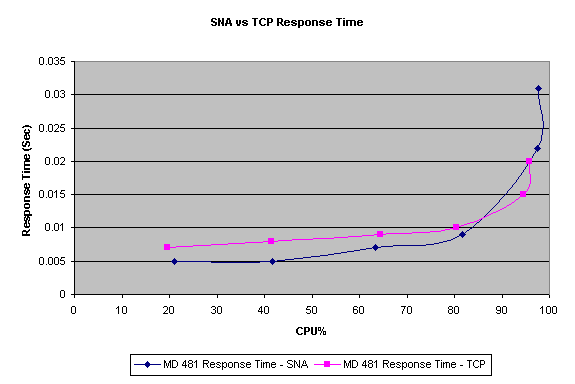 SNA vs TCP Response Time
Response Time (Sec)
0.035
0.03
0.025
0.02
0.015
0.01
0.005
0
0 10 20 30 40 50 60 70 80 90 100
CPU%
MD 481 Response Time - SNA MD 481 Response Time - TCP